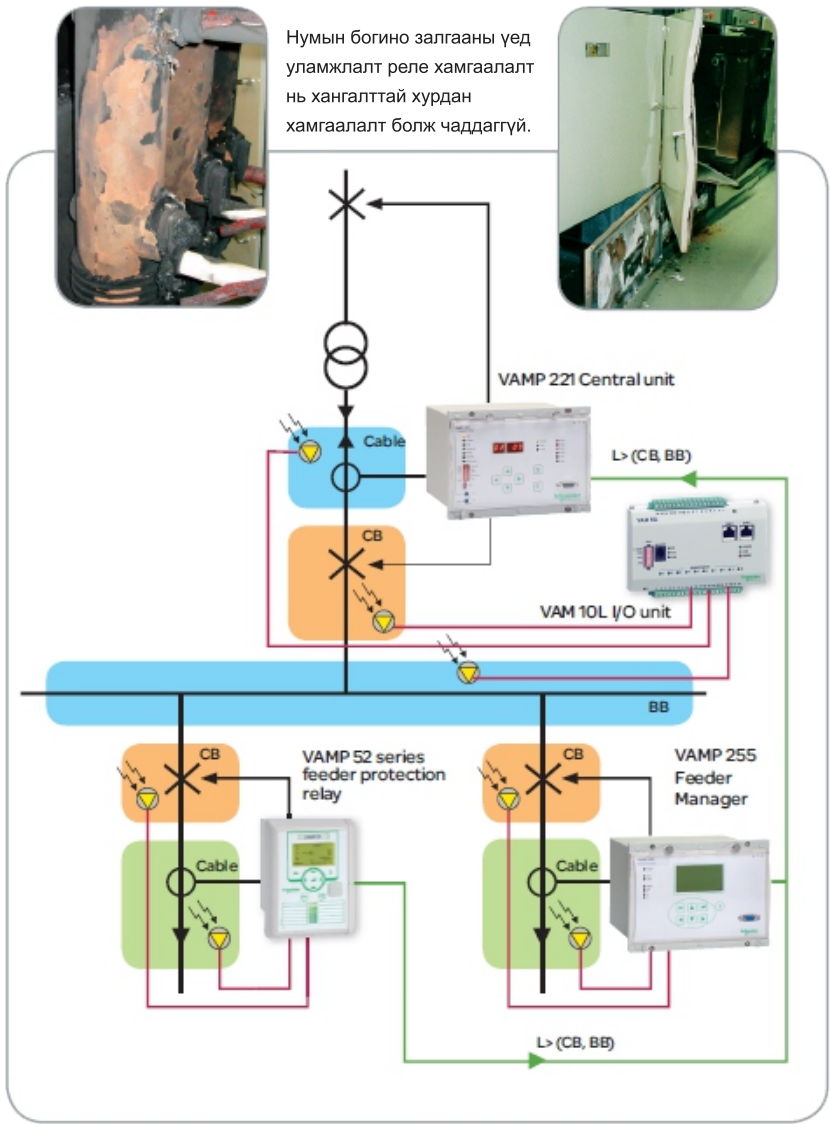 Нумын богино залгааны үед
уламжлалт реле хамгаалалт
нь хангалттай хурдан
хамгаалалт болж чаддаггүй.
VAMP 221 Central unit
Cable
L> (CB, BB)
CB
VAM 10L I/O unit
BB
CB
VAMP 52 series
feeder protection
relay
CB
VAMP 255
Feeder
Manager
Cable
Cable
L> (CB, BB)